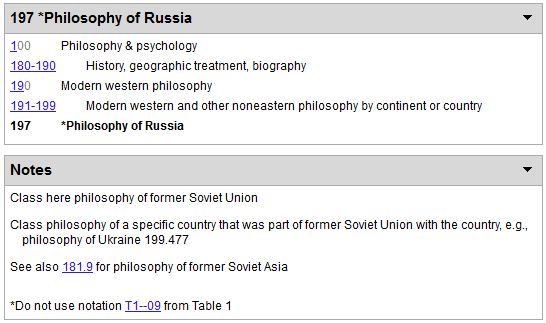 197 *Philosophy of Russia
100 Philosophy & psychology
180-190 History, geographic treatment, biography
190 Modern western philosophy
191-199 Modern western and other noneastern philosophy by continent or country
197 *Philosophy of Russia
Notes
Class here philosophy of former Soviet Union
Class philosophy of a specific country that was part of former Soviet Union with the country, e.g.,
philosophy of Ukraine 199.477
See also 181.9 for philosophy of former Soviet Asia
*Do not use notation T1--09 from Table 1